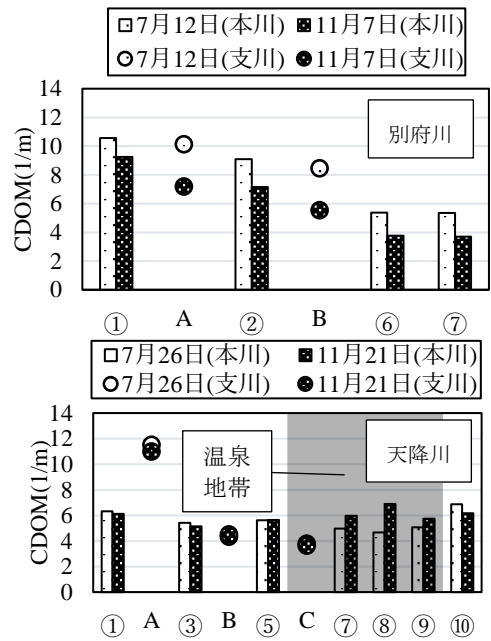 7月12日(本川) 11月7日(本川)
7月12日(支川) 11月7日(支川)
14
12
10
8
6
4
2
0
CDOM(1/m)
別府川
① A ② B ⑥ ⑦
7月26日(本川) 11月21日(本川)
7月26日(支川) 11月21日(支川)
14
12
10
8
6
4
2
0
CDOM(1/m)
温泉
地帯
天降川
① A ③ B ⑤ C ⑦ ⑧ ⑨ ⑩